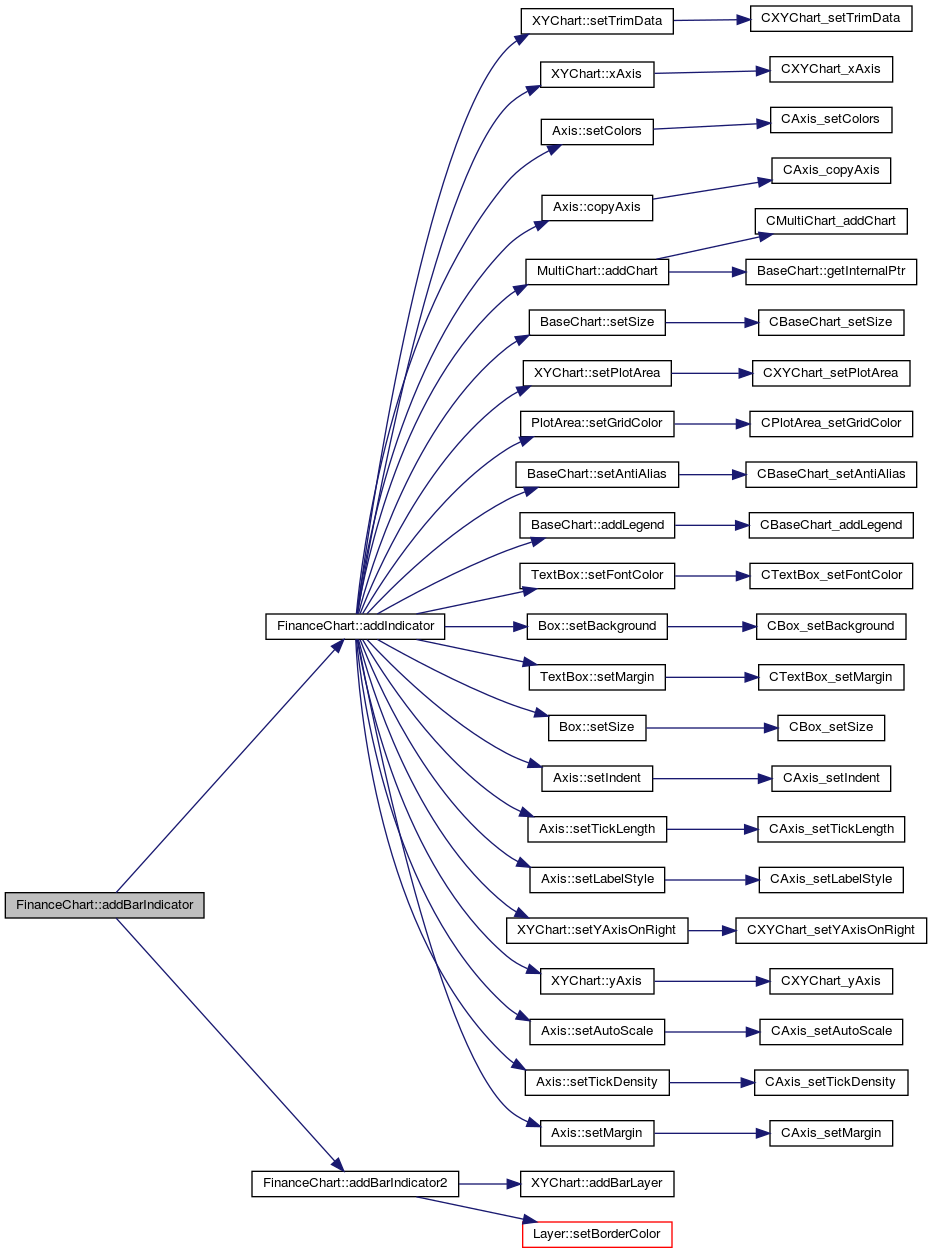 XYChart::setTrimData
CXYChart_setTrimData
XYChart::xAxis
CXYChart_xAxis
Axis::setColors
CAxis_setColors
Axis::copyAxis
CAxis_copyAxis
CMultiChart_addChart
MultiChart::addChart
BaseChart::getInternalPtr
BaseChart::setSize
CBaseChart_setSize
XYChart::setPlotArea
CXYChart_setPlotArea
PlotArea::setGridColor
CPlotArea_setGridColor
BaseChart::setAntiAlias
CBaseChart_setAntiAlias
BaseChart::addLegend
CBaseChart_addLegend
TextBox::setFontColor
CTextBox_setFontColor
FinanceChart::addIndicator
Box::setBackground
CBox_setBackground
TextBox::setMargin
CTextBox_setMargin
Box::setSize
CBox_setSize
Axis::setIndent
CAxis_setIndent
Axis::setTickLength
CAxis_setTickLength
Axis::setLabelStyle
CAxis_setLabelStyle
FinanceChart::addBarIndicator
XYChart::setYAxisOnRight
CXYChart_setYAxisOnRight
XYChart::yAxis
CXYChart_yAxis
Axis::setAutoScale
CAxis_setAutoScale
Axis::setTickDensity
CAxis_setTickDensity
Axis::setMargin
CAxis_setMargin
FinanceChart::addBarIndicator2
XYChart::addBarLayer
Layer::setBorderColor